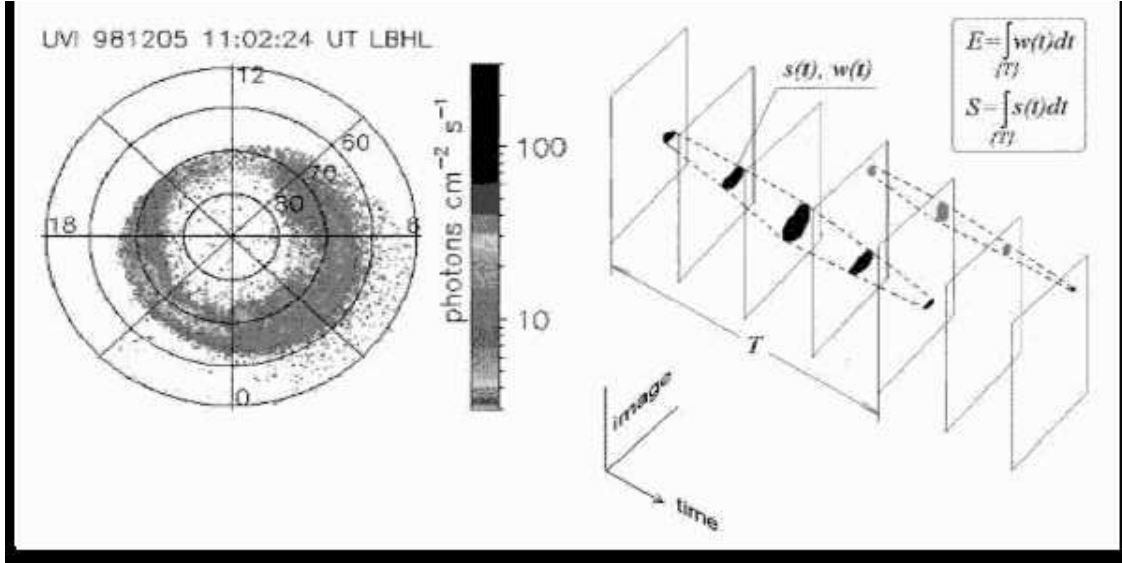 UVI 981205 11:02:24 UT LBHL
12
60
70
80
18
6
0
photons cm⁻² s⁻¹
100
10
s(t), w(t)
E=∫w(t)dt
{T}
S=∫s(t)dt
{T}
T
image
time